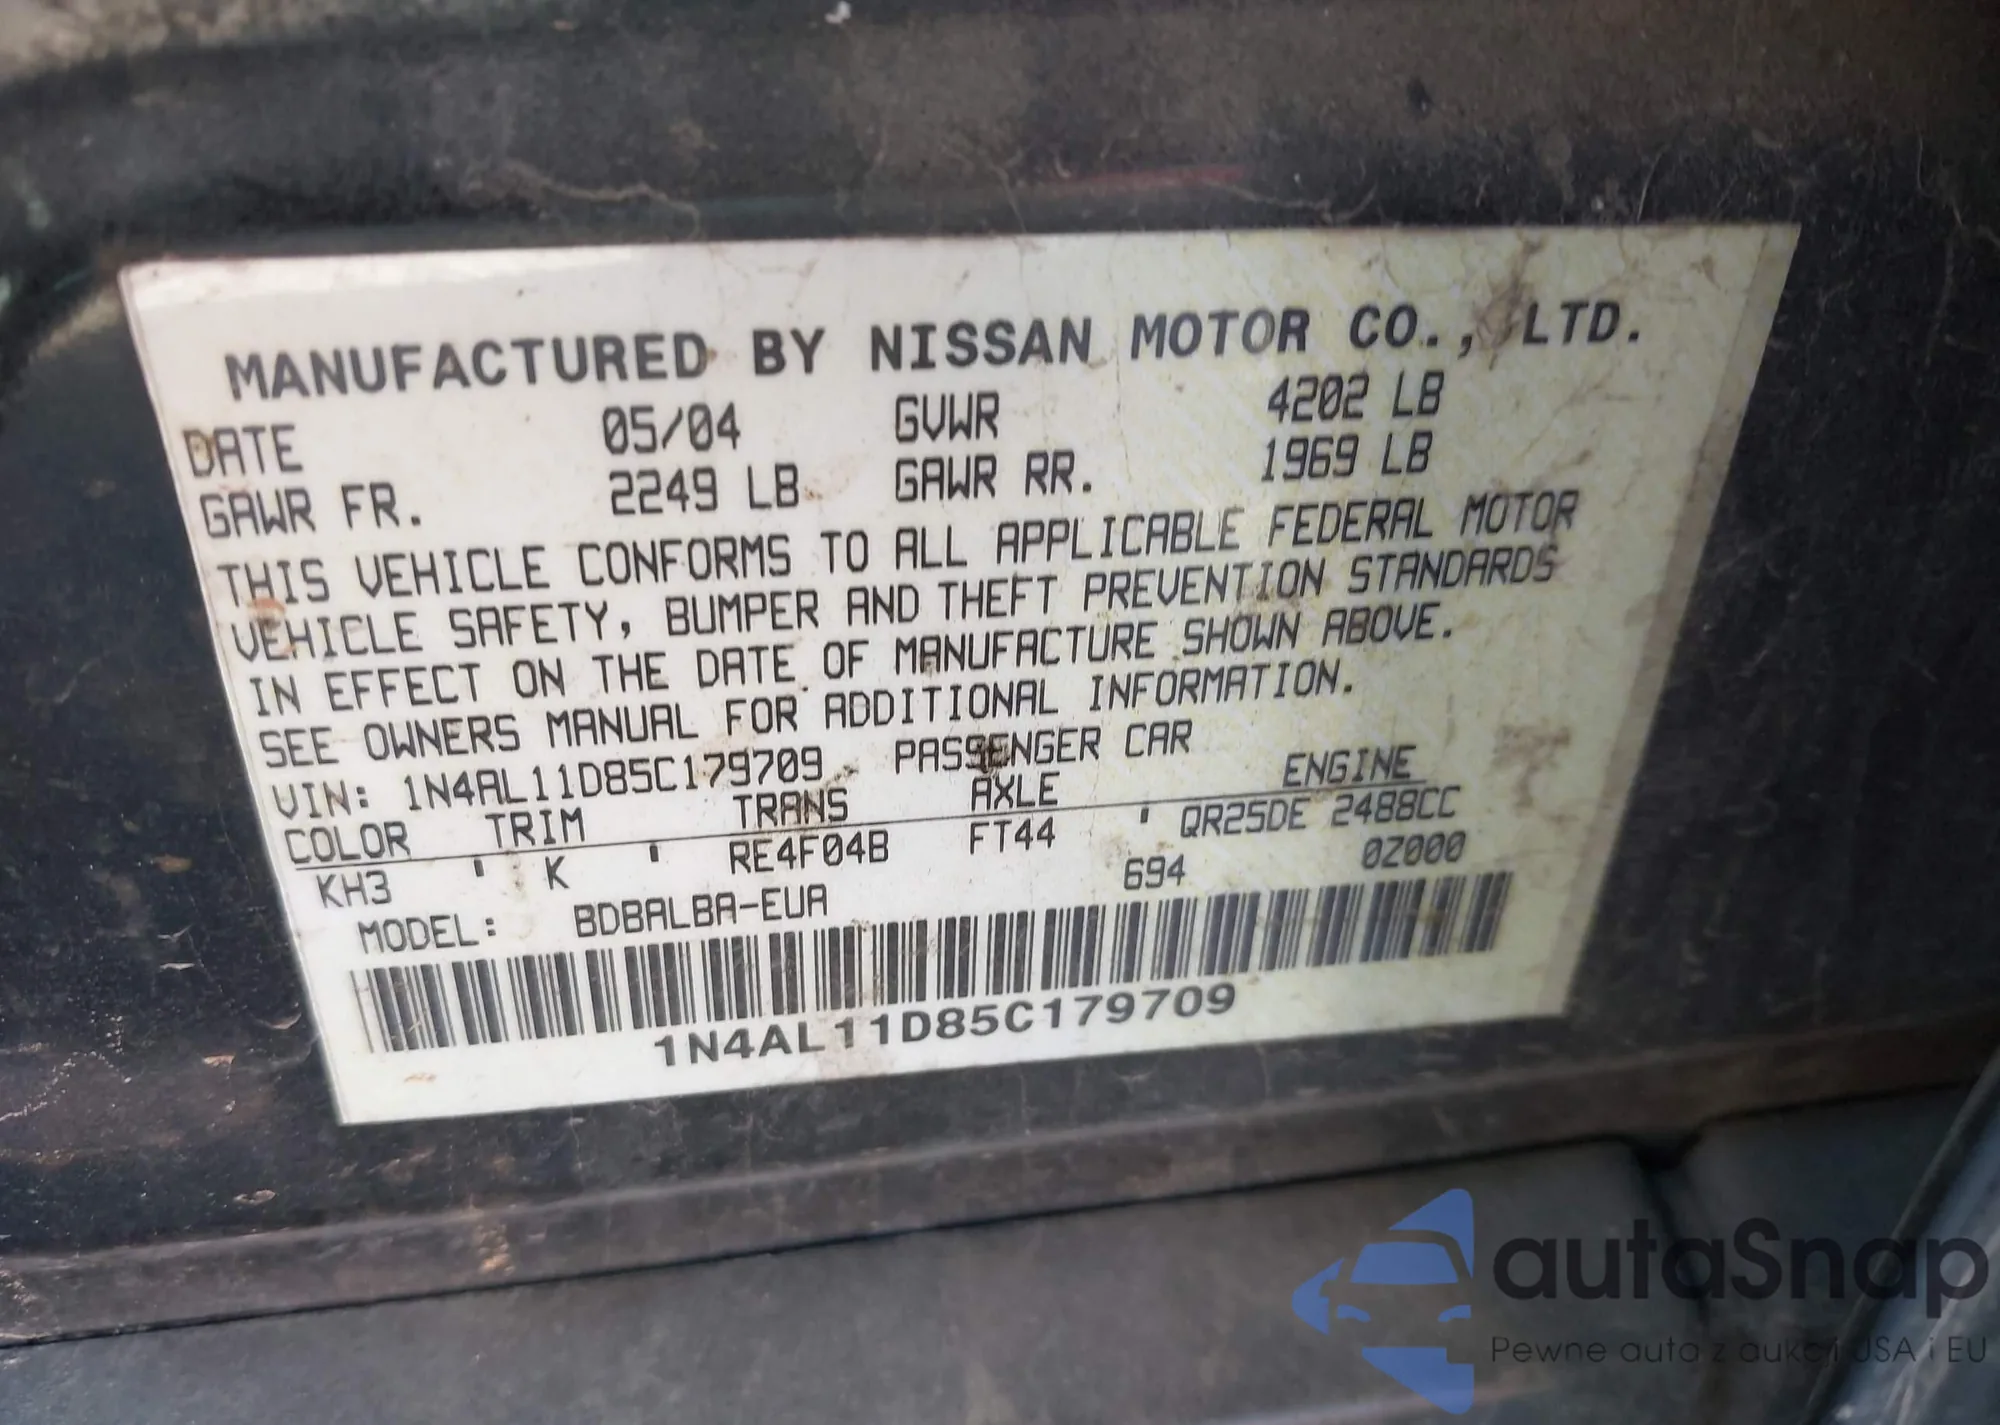 MANUFACTURED BY NISSAN MOTOR CO., LTD.
DATE 05/04 GVWR 4202 LB
GAWR FR. 2249 LB GAWR RR. 1969 LB
THIS VEHICLE CONFORMS TO ALL APPLICABLE FEDERAL MOTOR
VEHICLE SAFETY, BUMPER AND THEFT PREVENTION STANDARDS
IN EFFECT ON THE DATE OF MANUFACTURE SHOWN ABOVE.
SEE OWNERS MANUAL FOR ADDITIONAL INFORMATION.
VIN: 1N4AL11D85C179709 PASSENGER CAR
COLOR TRIM TRANS AXLE ENGINE
KH3 ' K ' RE4F04B FT44 ' QR25DE 2488CC
MODEL: BDBALBA-EUA 694 0Z000
1N4AL11D85C179709
autaSnap
Pewne auta z aukcji USA i EU